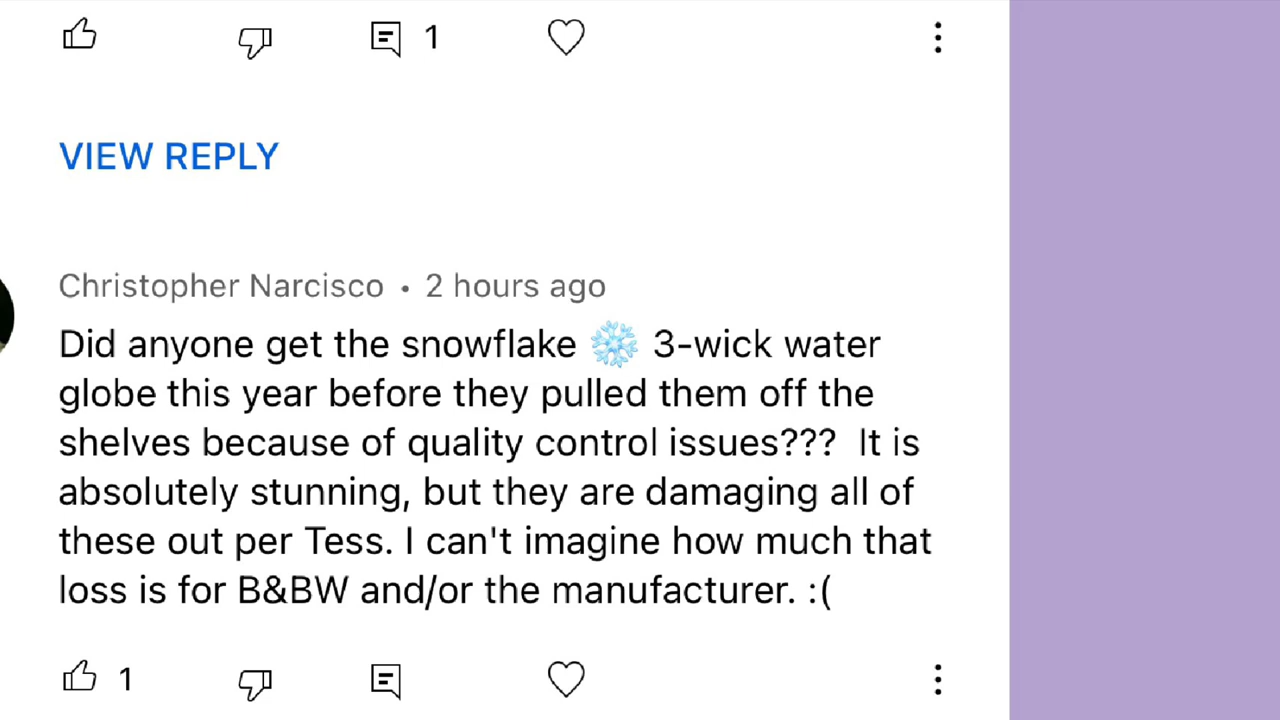 1
VIEW REPLY
Christopher Narcisco • 2 hours ago
Did anyone get the snowflake ❄️ 3-wick water
globe this year before they pulled them off the
shelves because of quality control issues???  It is
absolutely stunning, but they are damaging all of
these out per Tess. I can't imagine how much that
loss is for B&BW and/or the manufacturer. :(
1